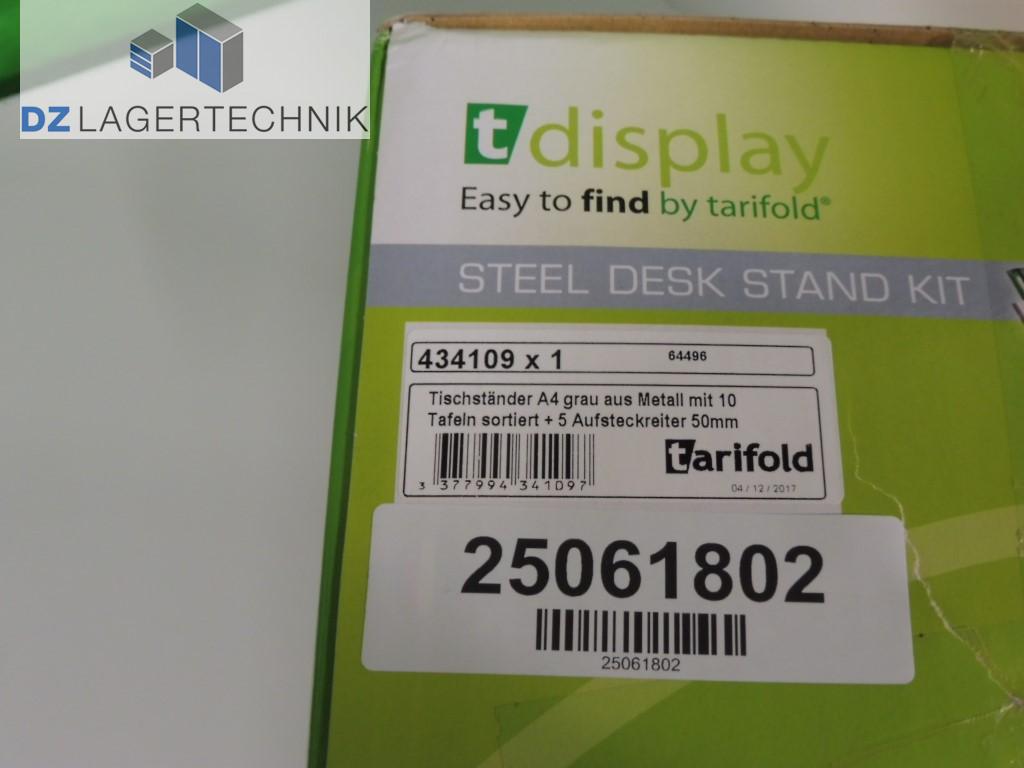 DZ LAGERTECHNIK
t display
Easy to find by tarifold®
STEEL DESK STAND KIT
434109 x 1 64496
Tischständer A4 grau aus Metall mit 10
Tafeln sortiert + 5 Aufsteckreiter 50mm
tarifold
3 377994 341097
04 / 12 / 2017
25061802
25061802